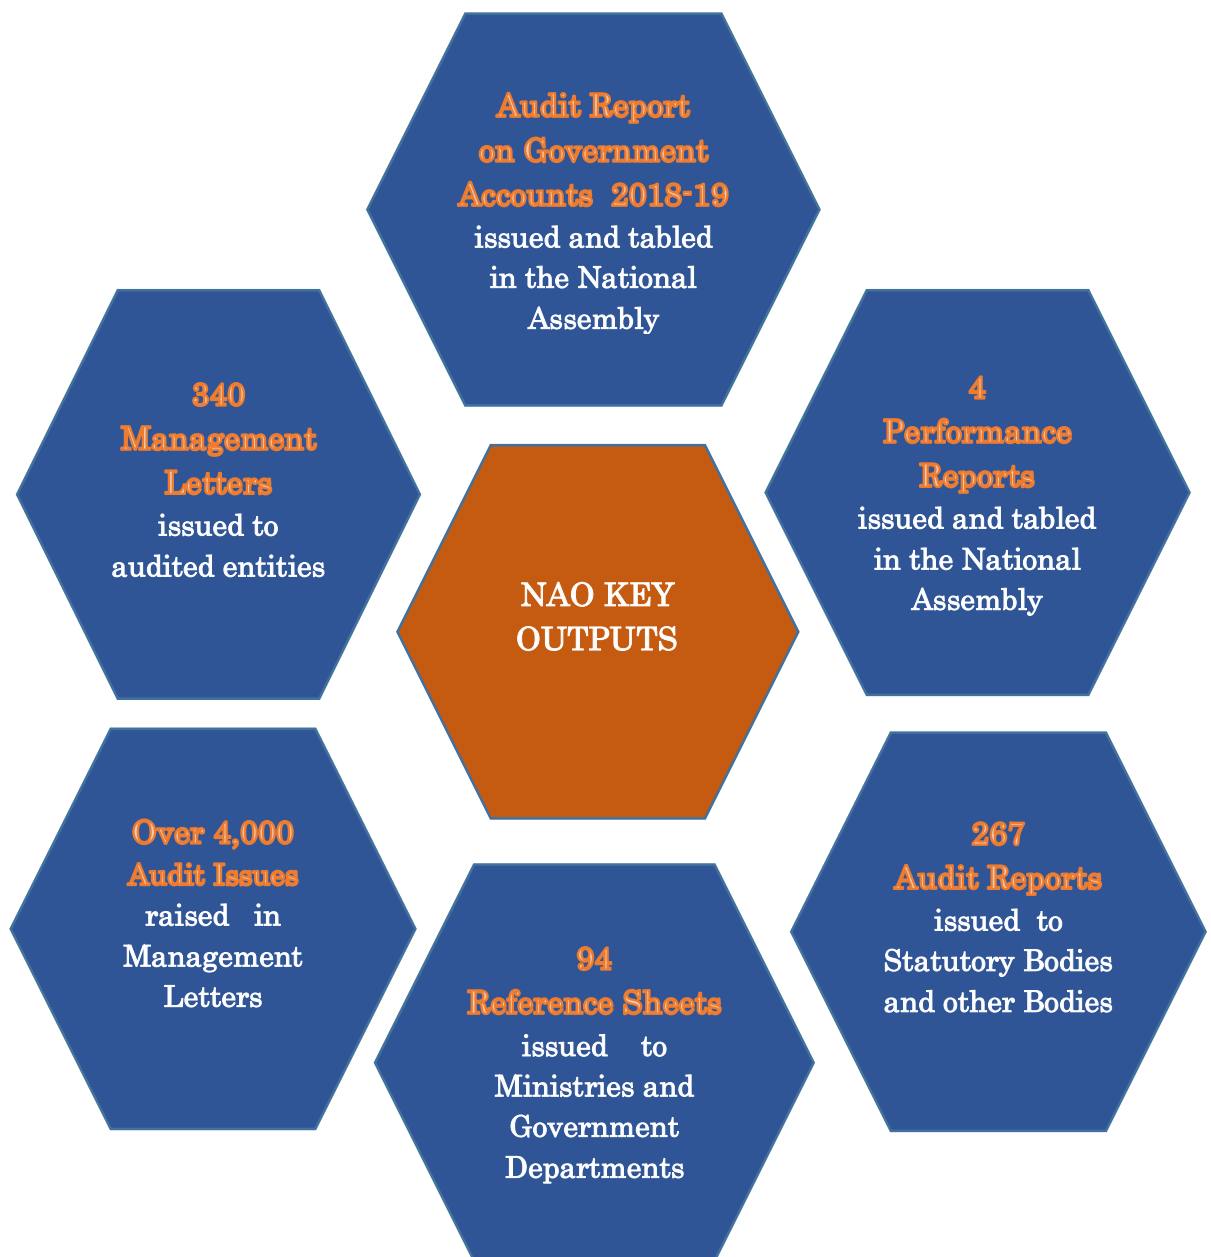 Audit Report
on Government
Accounts 2018-19
issued and tabled
in the National
Assembly
340
Management
Letters
issued to
audited entities
4
Performance
Reports
issued and tabled
in the National
Assembly
NAO KEY
OUTPUTS
Over 4,000
Audit Issues
raised in
Management
Letters
267
Audit Reports
issued to
Statutory Bodies
and other Bodies
94
Reference Sheets
issued to
Ministries and
Government
Departments